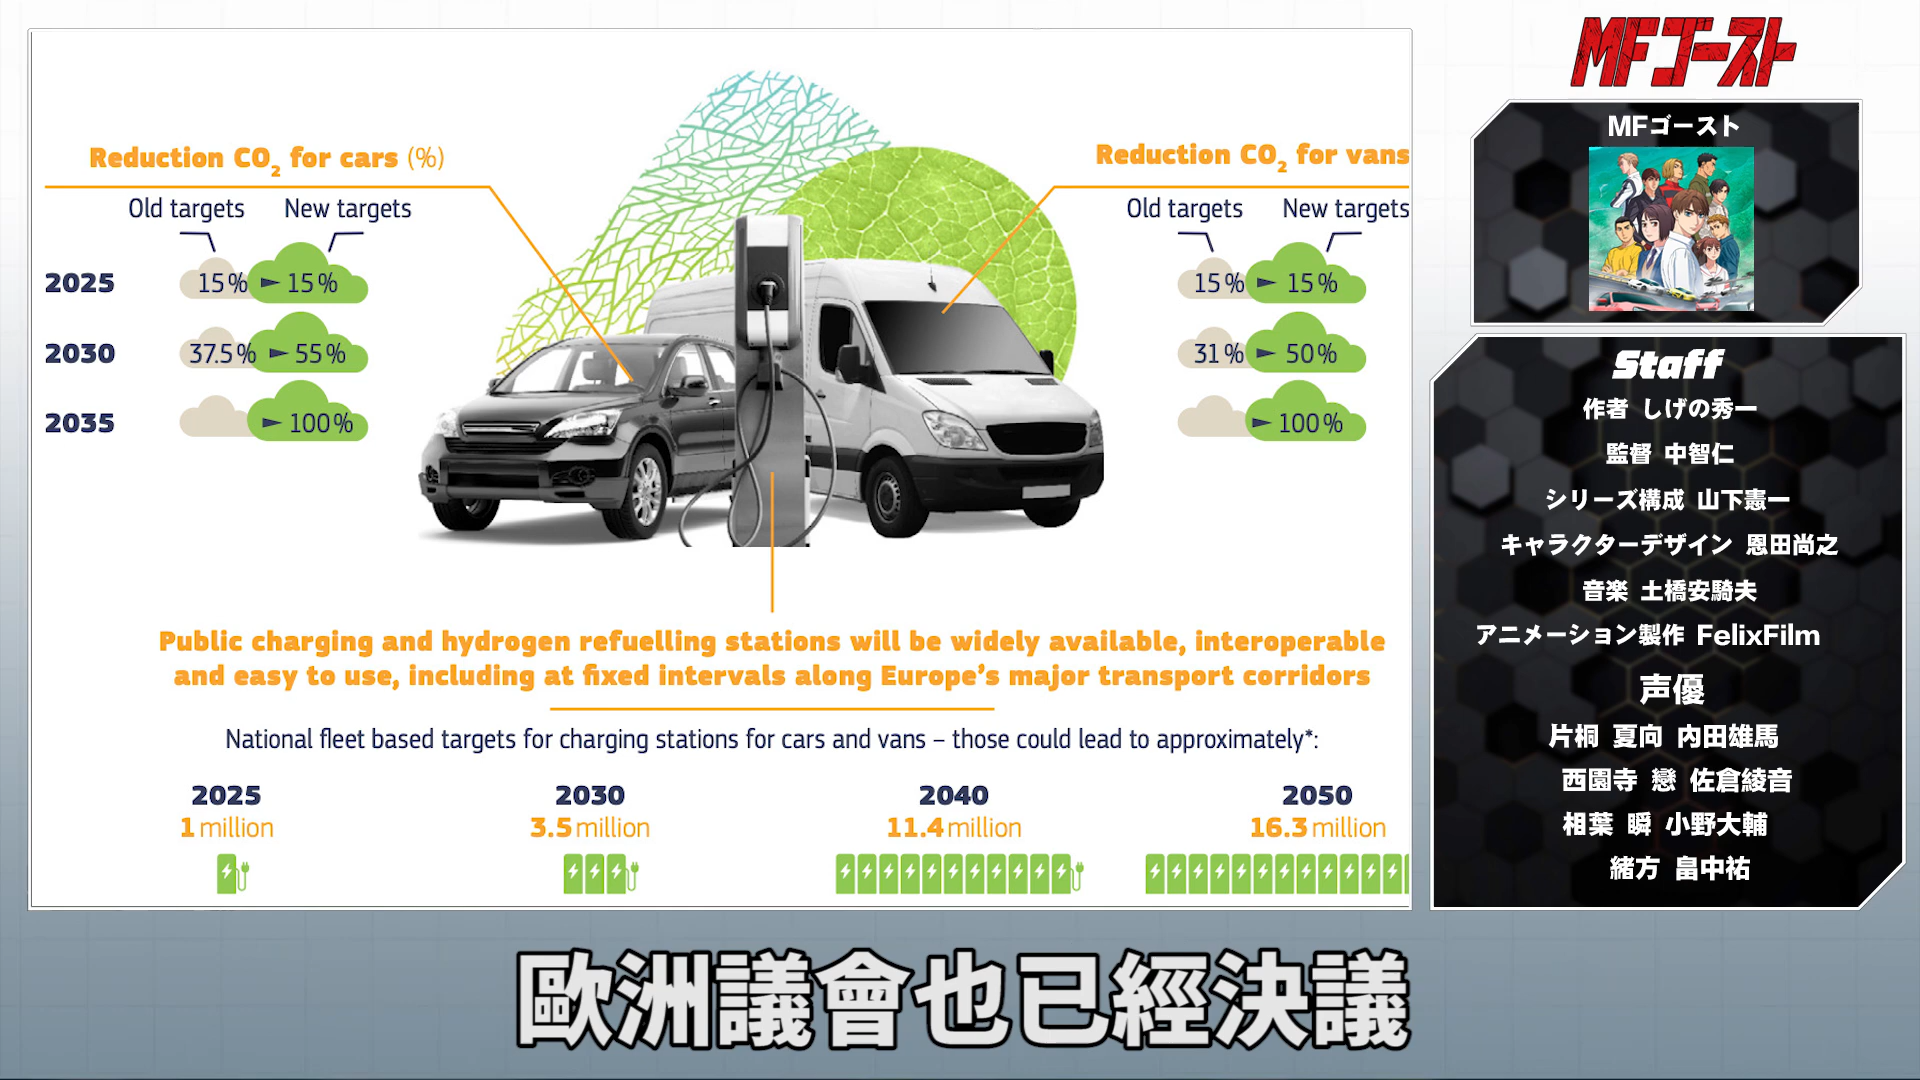 Reduction CO2 for cars (%)
Old targets New targets
2025 15% 15%
2030 37.5% 55%
2035 100%
Reduction CO2 for vans
Old targets New targets
15% 15%
31% 50%
100%
Public charging and hydrogen refuelling stations will be widely available, interoperable
and easy to use, including at fixed intervals along Europe's major transport corridors
National fleet based targets for charging stations for cars and vans – those could lead to approximately*:
2025 2030 2040 2050
1 million 3.5 million 11.4 million 16.3 million
MFゴースト
MFゴースト
Staff
作者 しげの秀一
監督 中智仁
シリーズ構成 山下憲一
キャラクターデザイン 恩田尚之
音楽 土橋安騎夫
アニメーション製作 FelixFilm
声優
片桐 夏向 内田雄馬
西園寺 戀 佐倉綾音
相葉 瞬 小野大輔
緒方 畠中祐
歐洲議會也已經決議